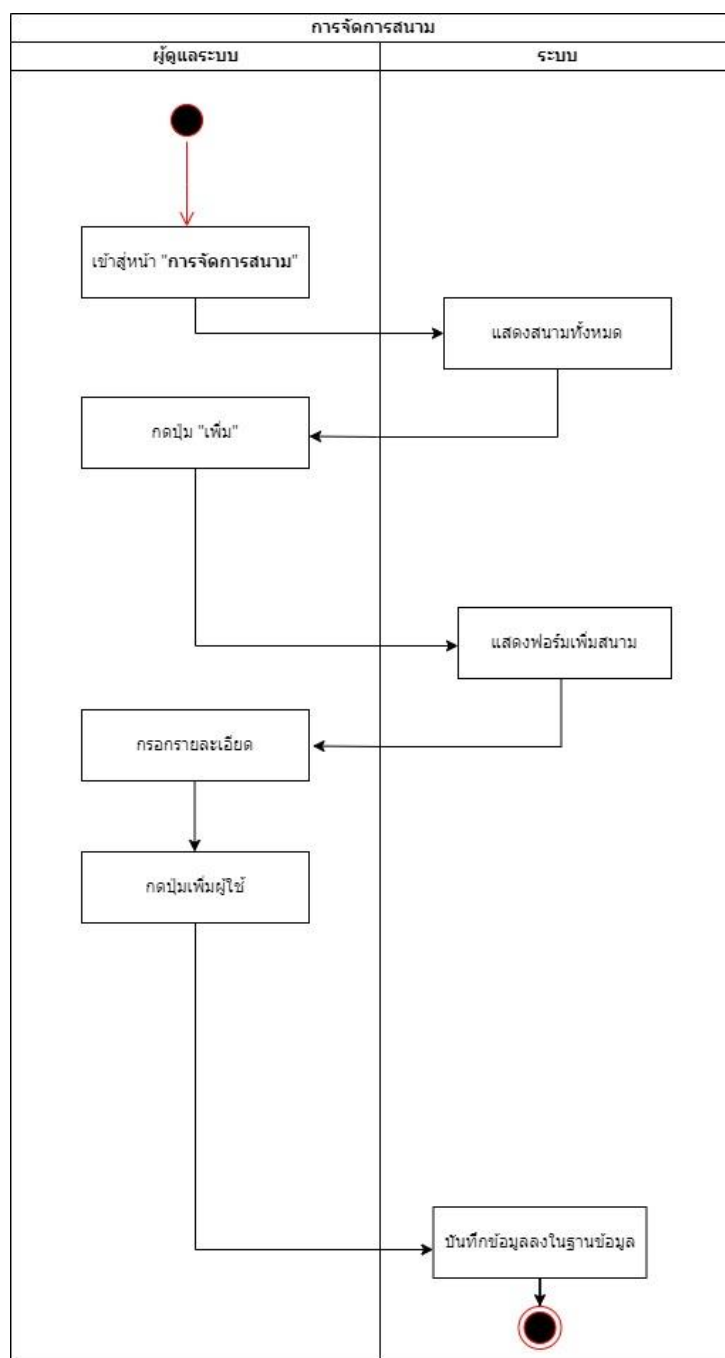 การจัดการสนาม
ผู้ดูแลระบบ
ระบบ
เข้าสู่หน้า "การจัดการสนาม"
แสดงสนามทั้งหมด
กดปุ่ม "เพิ่ม"
แสดงฟอร์มเพิ่มสนาม
กรอกรายละเอียด
กดปุ่มเพิ่มผู้ใช้
บันทึกข้อมูลลงในฐานข้อมูล